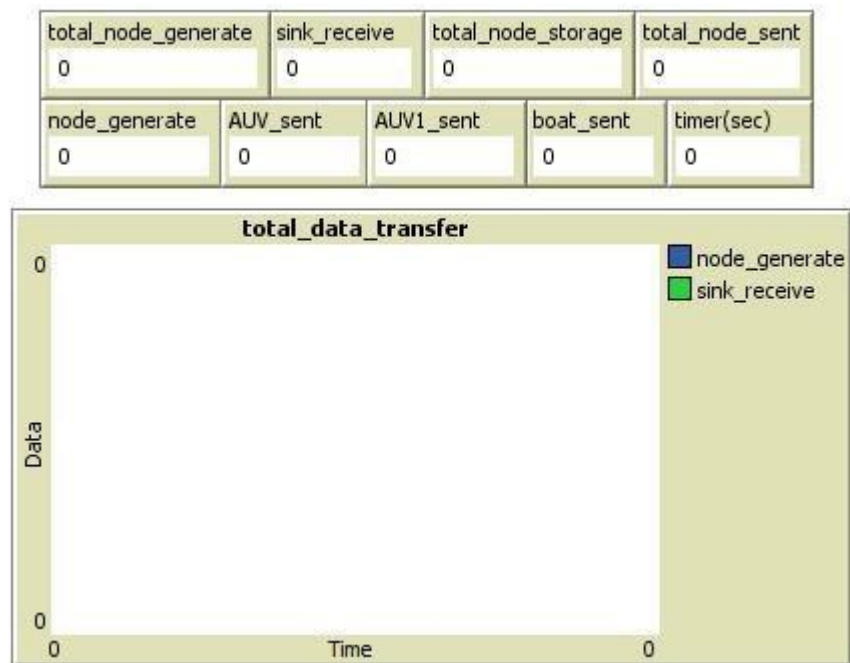 total_node_generate sink_receive total_node_storage total_node_sent
0 0 0 0
node_generate AUV_sent AUV1_sent boat_sent timer(sec)
0 0 0 0 0
total_data_transfer
node_generate
sink_receive
0
Data
0
0 Time 0